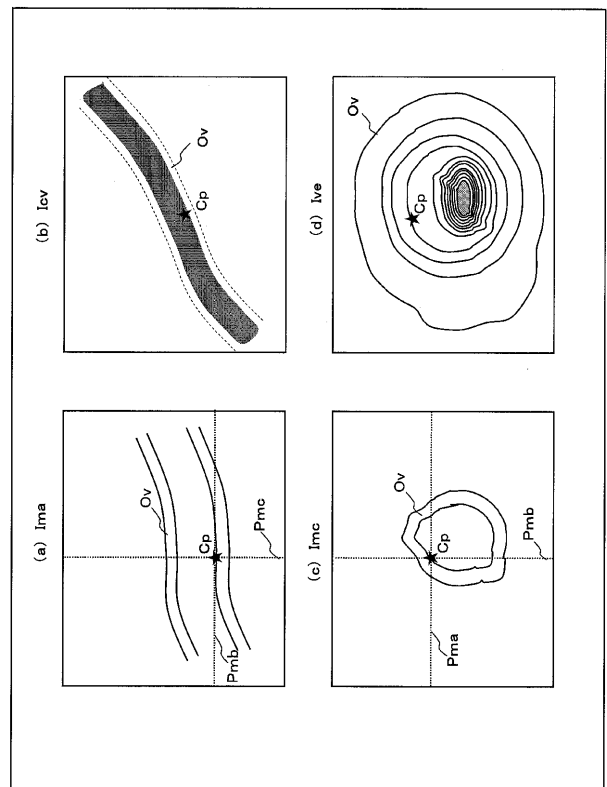 (a) Ima
Ov
Cp
Pmb
Pmc
(b) Icv
Ov
Cp
(c) Imc
Ov
Cp
Pma
Pmb
(d) Ive
Ov
Cp